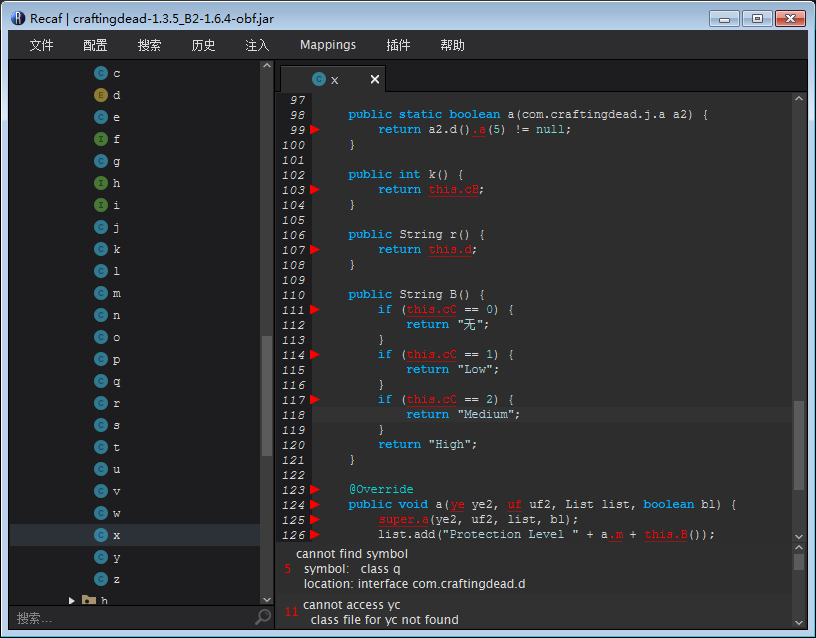 Recaf | craftingdead-1.3.5_B2-1.6.4-obf.jar
文件 配置 搜索 历史 注入 Mappings 插件 帮助
C c
E d
C e
I f
C g
I h
I i
C j
C k
C l
C m
C n
C o
C p
C q
C r
C s
C t
C u
C v
C w
C x
C y
C z
h
搜索...
C x
97
98 public static boolean a(com.craftingdead.j.a a2) {
99 return a2.d().a(5) != null;
100 }
101
102 public int k() {
103 return this.cB;
104 }
105
106 public String r() {
107 return this.d;
108 }
109
110 public String B() {
111 if (this.cC == 0) {
112 return "无";
113 }
114 if (this.cC == 1) {
115 return "Low";
116 }
117 if (this.cC == 2) {
118 return "Medium";
119 }
120 return "High";
121 }
122
123 @Override
124 public void a(ye ye2, uf uf2, List list, boolean bl) {
125 super.a(ye2, uf2, list, bl);
126 list.add("Protection Level " + a.m + this.B());
cannot find symbol
5 symbol: class q
location: interface com.craftingdead.d
cannot access yc
11
class file for yc not found